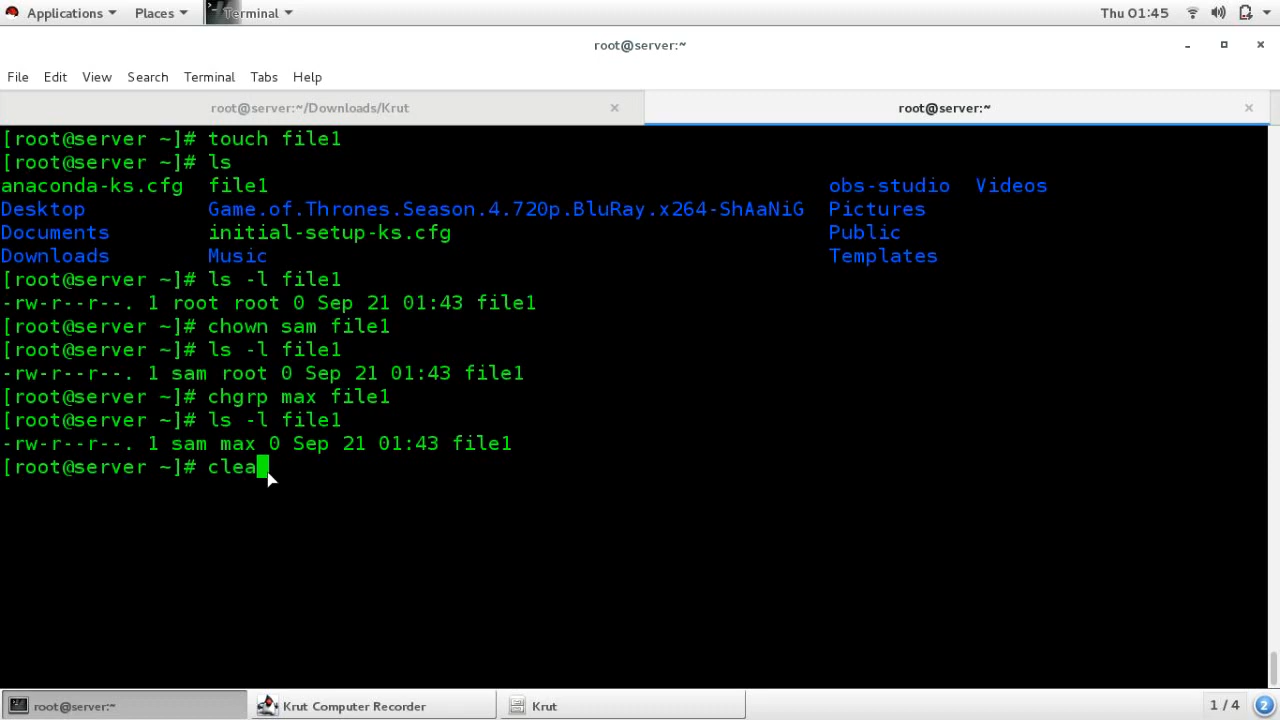 Applications Places Terminal Thu 01:45
root@server:~
File Edit View Search Terminal Tabs Help
root@server:~/Downloads/Krut root@server:~
[root@server ~]# touch file1
[root@server ~]# ls
anaconda-ks.cfg file1 obs-studio Videos
Desktop Game.of.Thrones.Season.4.720p.BluRay.x264-ShAaNiG Pictures
Documents initial-setup-ks.cfg Public
Downloads Music Templates
[root@server ~]# ls -l file1
-rw-r--r--. 1 root root 0 Sep 21 01:43 file1
[root@server ~]# chown sam file1
[root@server ~]# ls -l file1
-rw-r--r--. 1 sam root 0 Sep 21 01:43 file1
[root@server ~]# chgrp max file1
[root@server ~]# ls -l file1
-rw-r--r--. 1 sam max 0 Sep 21 01:43 file1
[root@server ~]# clea
root@server:~ Krut Computer Recorder Krut 1 / 4 2